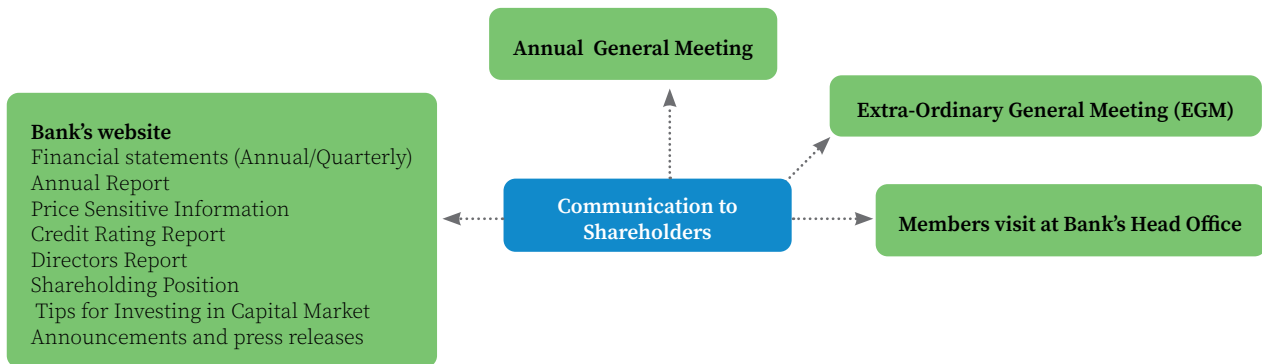 Annual General Meeting
Extra-Ordinary General Meeting (EGM)
Bank’s website
Financial statements (Annual/Quarterly)
Annual Report
Price Sensitive Information
Credit Rating Report
Directors Report
Shareholding Position
Tips for Investing in Capital Market
Announcements and press releases
Communication to
Shareholders
Members visit at Bank’s Head Office